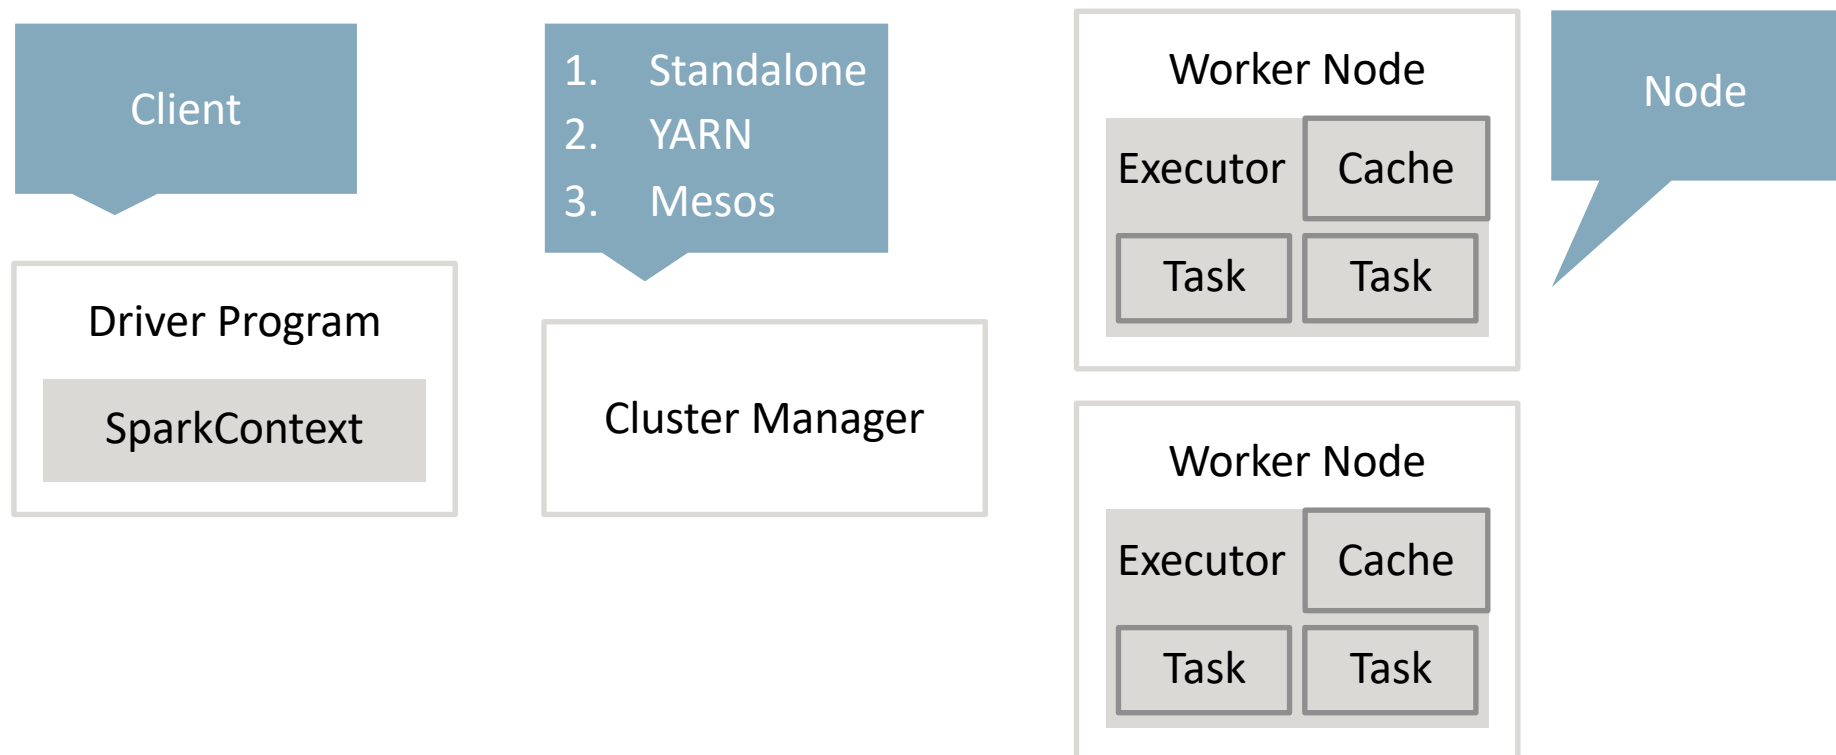 Client
Driver Program
SparkContext
1. Standalone
2. YARN
3. Mesos
Cluster Manager
Worker Node
Executor Cache
Task Task
Node
Worker Node
Executor Cache
Task Task